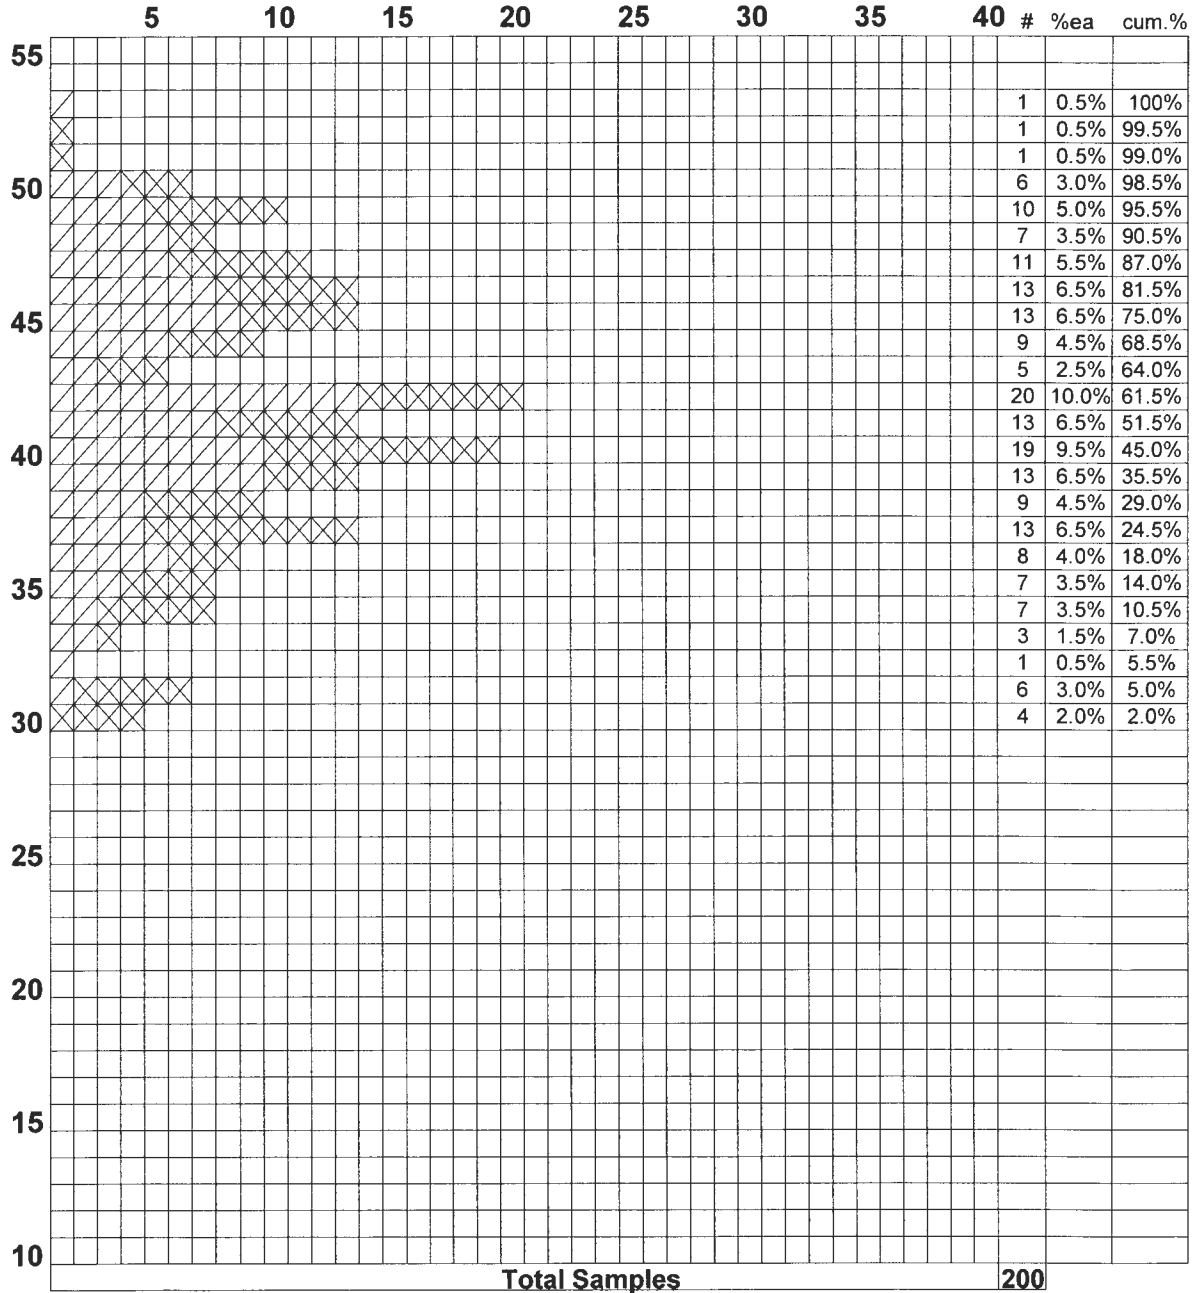 5 10 15 20 25 30 35 40 # %ea cum.%
55
1 0.5% 100%
1 0.5% 99.5%
1 0.5% 99.0%
50 6 3.0% 98.5%
10 5.0% 95.5%
7 3.5% 90.5%
11 5.5% 87.0%
13 6.5% 81.5%
45 13 6.5% 75.0%
9 4.5% 68.5%
5 2.5% 64.0%
20 10.0% 61.5%
13 6.5% 51.5%
40 19 9.5% 45.0%
13 6.5% 35.5%
9 4.5% 29.0%
13 6.5% 24.5%
8 4.0% 18.0%
35 7 3.5% 14.0%
7 3.5% 10.5%
3 1.5% 7.0%
1 0.5% 5.5%
6 3.0% 5.0%
30 4 2.0% 2.0%
25
20
15
10
Total Samples 200